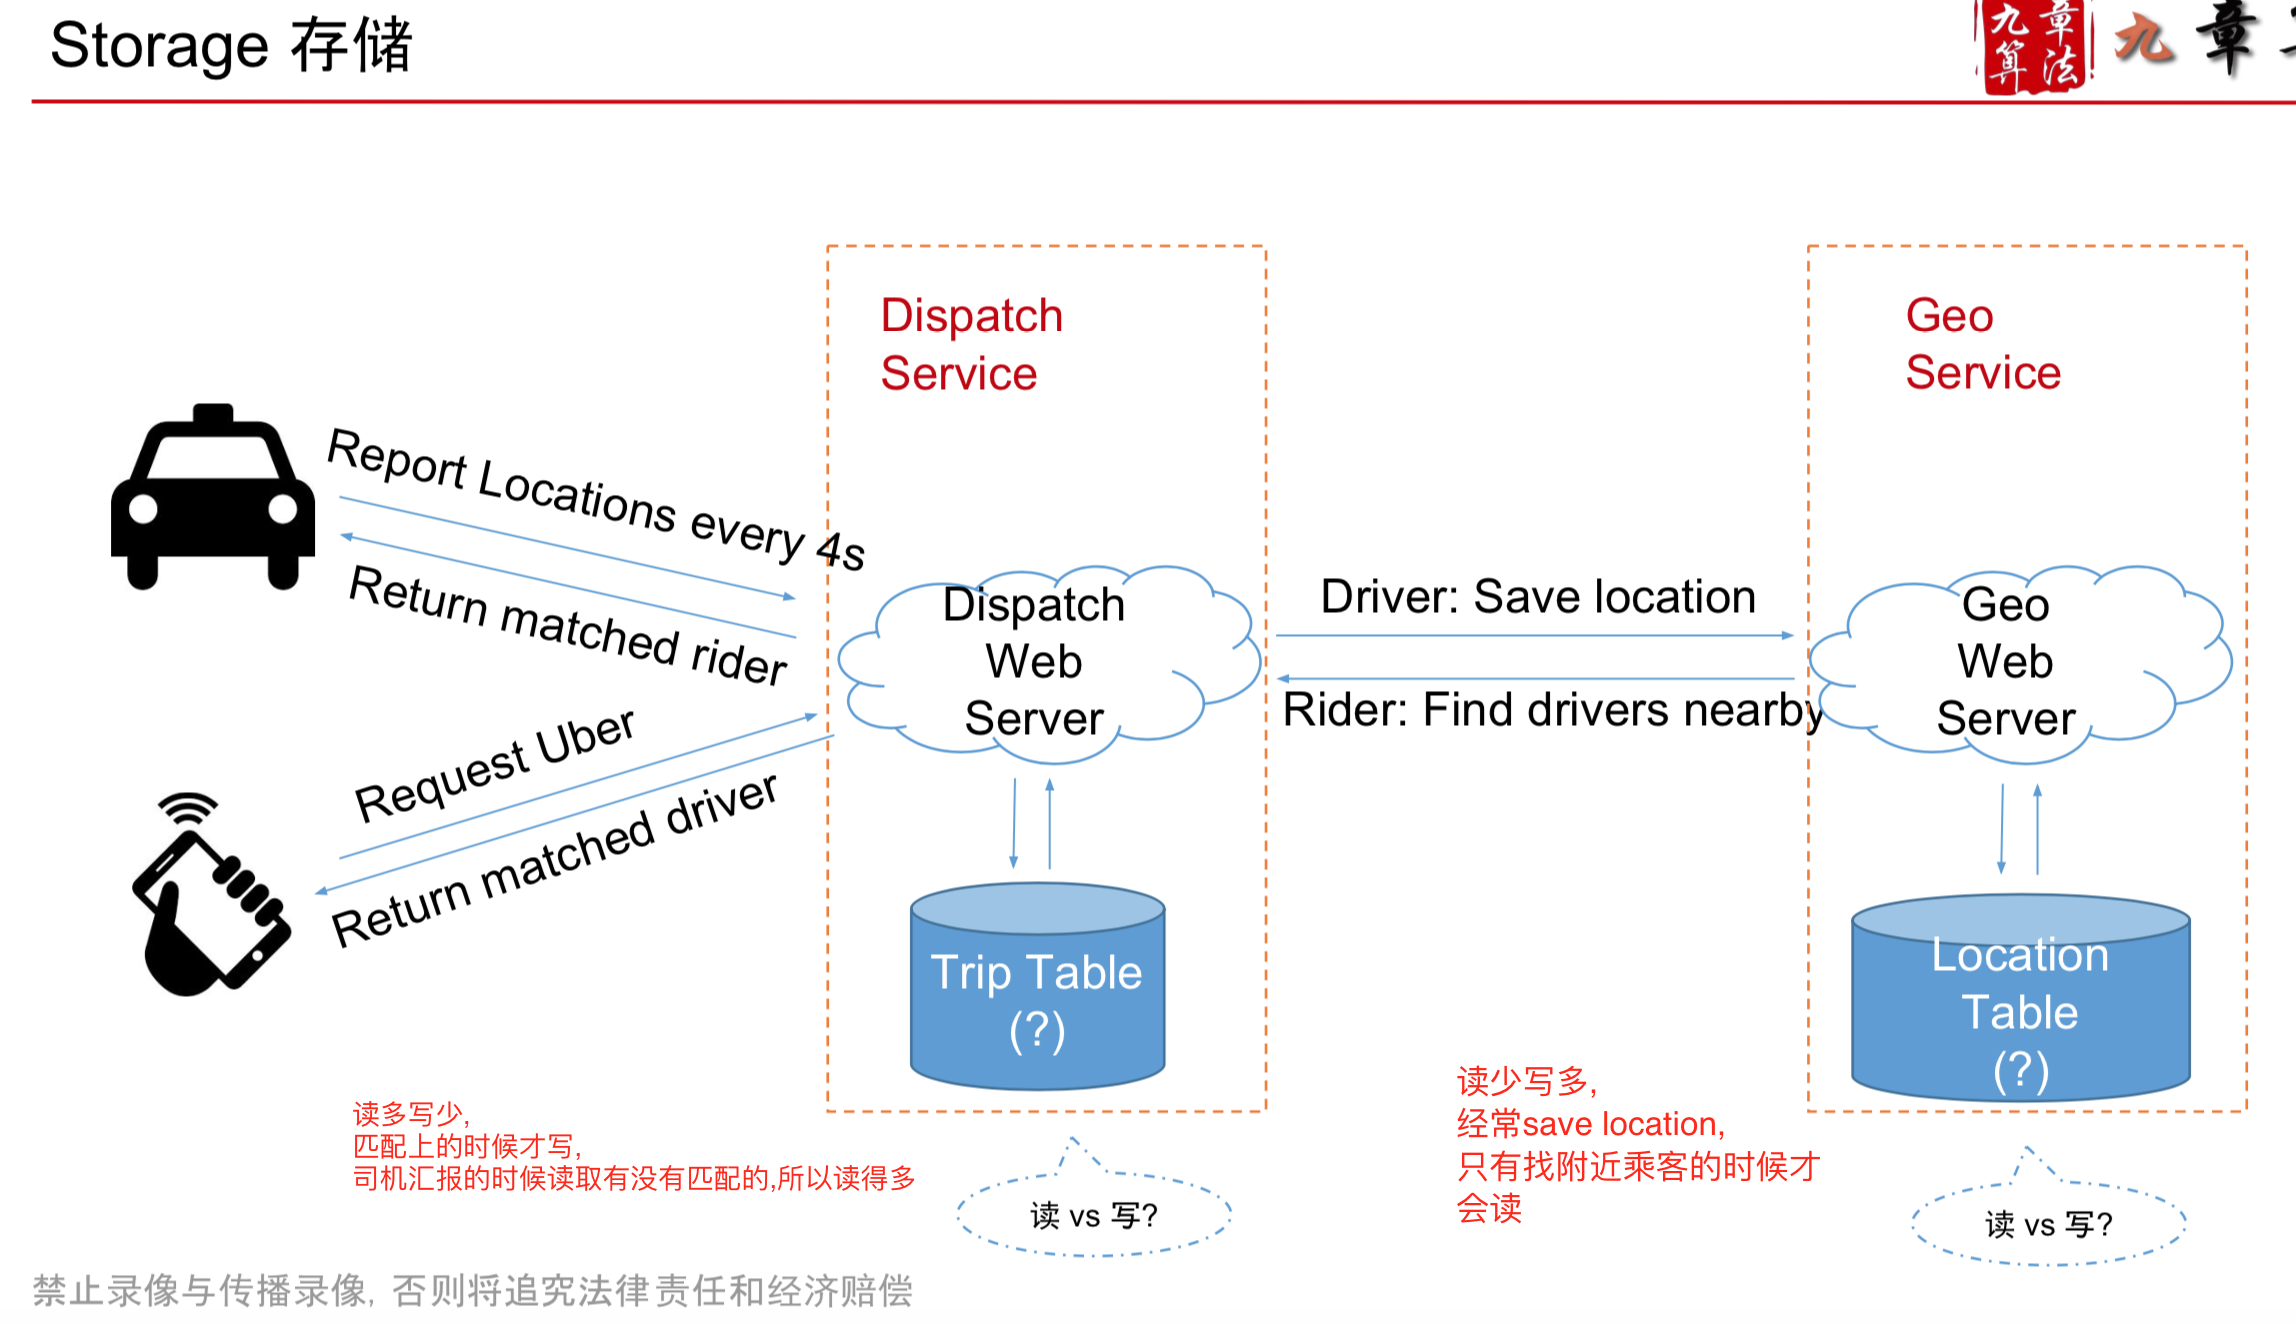 Storage 存储
九章
算法
九章
Dispatch
Service
Geo
Service
Report Locations every 4s
Return matched rider
Request Uber
Return matched driver
Dispatch
Web
Server
Driver: Save location
Rider: Find drivers nearby
Geo
Web
Server
Trip Table
(?)
Location
Table
(?)
读多写少,
匹配上的时候才写,
司机汇报的时候读取有没有匹配的,所以读得多
读少写多,
经常save location,
只有找附近乘客的时候才
会读
读 vs 写?
读 vs 写?
禁止录像与传播录像, 否则将追究法律责任和经济赔偿